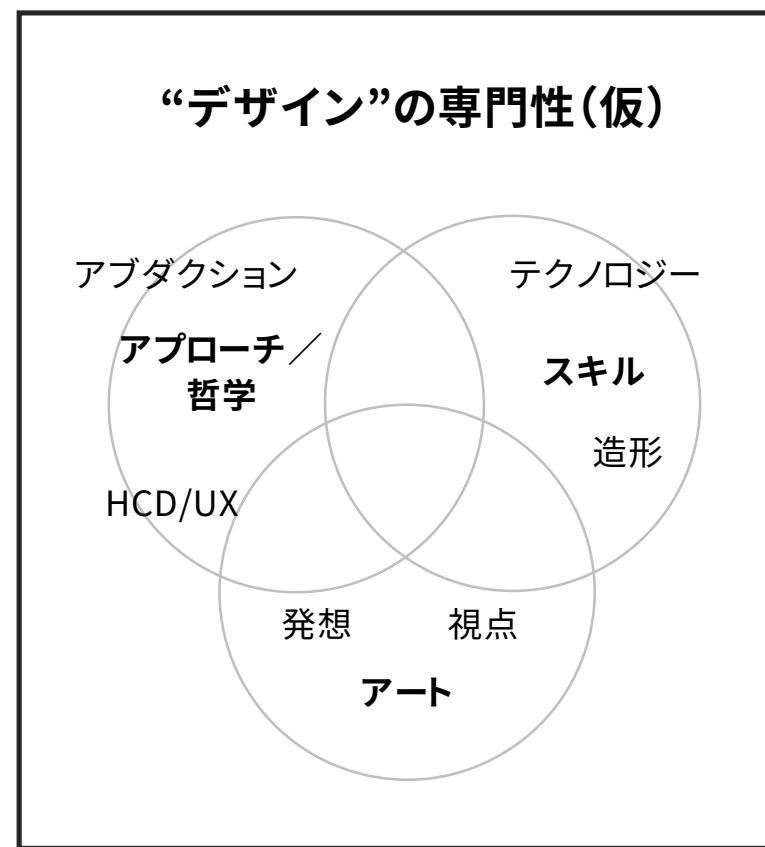 “デザイン”の専門性（仮）
アブダクション
アプローチ／
哲学
HCD/UX
テクノロジー
スキル
造形
発想
視点
アート